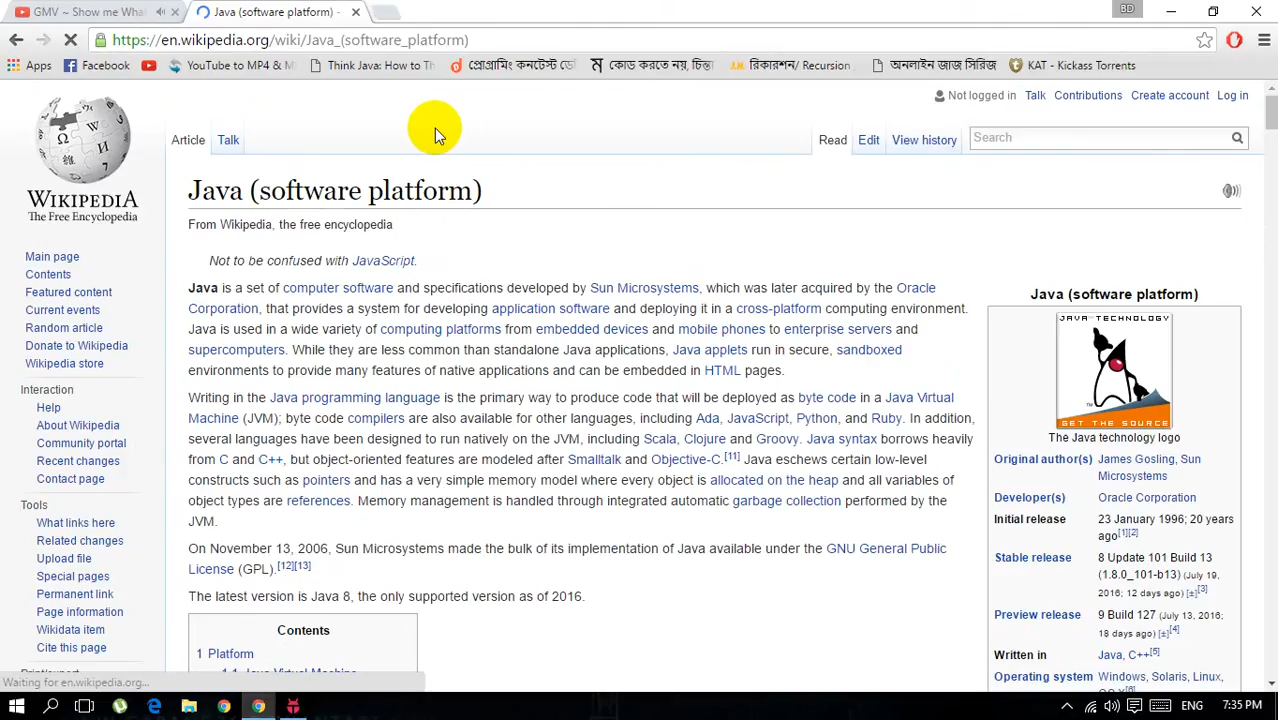 GMV ~ Show me Wha
Java (software platform) -
BD
https://en.wikipedia.org/wiki/Java_(software_platform)
Apps
Facebook
YouTube to MP4 & M
Think Java: How to Th
প্রোগ্রামিং কনটেস্ট ডে
কোড করতে নয়, চিন্তা
রিকারশন/ Recursion
অনলাইন জাজ সিরিজ
KAT - Kickass Torrents
Not logged in
Talk
Contributions
Create account
Log in
WIKIPEDIA
The Free Encyclopedia
Article
Talk
Read
Edit
View history
Search
Java (software platform)
From Wikipedia, the free encyclopedia
Not to be confused with JavaScript.
Java is a set of computer software and specifications developed by Sun Microsystems, which was later acquired by the Oracle
Corporation, that provides a system for developing application software and deploying it in a cross-platform computing environment.
Java is used in a wide variety of computing platforms from embedded devices and mobile phones to enterprise servers and
supercomputers. While they are less common than standalone Java applications, Java applets run in secure, sandboxed
environments to provide many features of native applications and can be embedded in HTML pages.
Writing in the Java programming language is the primary way to produce code that will be deployed as byte code in a Java Virtual
Machine (JVM); byte code compilers are also available for other languages, including Ada, JavaScript, Python, and Ruby. In addition,
several languages have been designed to run natively on the JVM, including Scala, Clojure and Groovy. Java syntax borrows heavily
from C and C++, but object-oriented features are modeled after Smalltalk and Objective-C.[11] Java eschews certain low-level
constructs such as pointers and has a very simple memory model where every object is allocated on the heap and all variables of
object types are references. Memory management is handled through integrated automatic garbage collection performed by the
JVM.
On November 13, 2006, Sun Microsystems made the bulk of its implementation of Java available under the GNU General Public
License (GPL).[12][13]
The latest version is Java 8, the only supported version as of 2016.
Contents
1 Platform
1.1 Java Virtual Machine
Java (software platform)
JAVA TECHNOLOGY
GET THE SOURCE
The Java technology logo
Original author(s) James Gosling, Sun
Microsystems
Developer(s) Oracle Corporation
Initial release 23 January 1996; 20 years
ago[1][2]
Stable release 8 Update 101 Build 13
(1.8.0_101-b13) (July 19,
2016; 12 days ago) [±][3]
Preview release 9 Build 127 (July 13, 2016;
18 days ago) [±][4]
Written in Java, C++[5]
Operating system Windows, Solaris, Linux,
OS X[6]
Main page
Contents
Featured content
Current events
Random article
Donate to Wikipedia
Wikipedia store
Interaction
Help
About Wikipedia
Community portal
Recent changes
Contact page
Tools
What links here
Related changes
Upload file
Special pages
Permanent link
Page information
Wikidata item
Cite this page
Print/export
Waiting for en.wikipedia.org...
ENG
7:35 PM